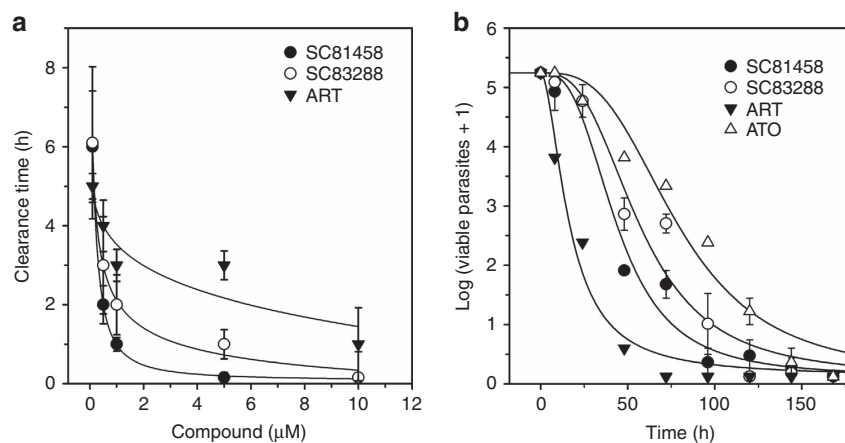 a
SC81458
SC83288
ART
8
6
4
2
0
Clearance time (h)
0 2 4 6 8 10 12
Compound (μM)
b
SC81458
SC83288
ART
ATO
6
5
4
3
2
1
0
Log (viable parasites + 1)
0 50 100 150
Time (h)